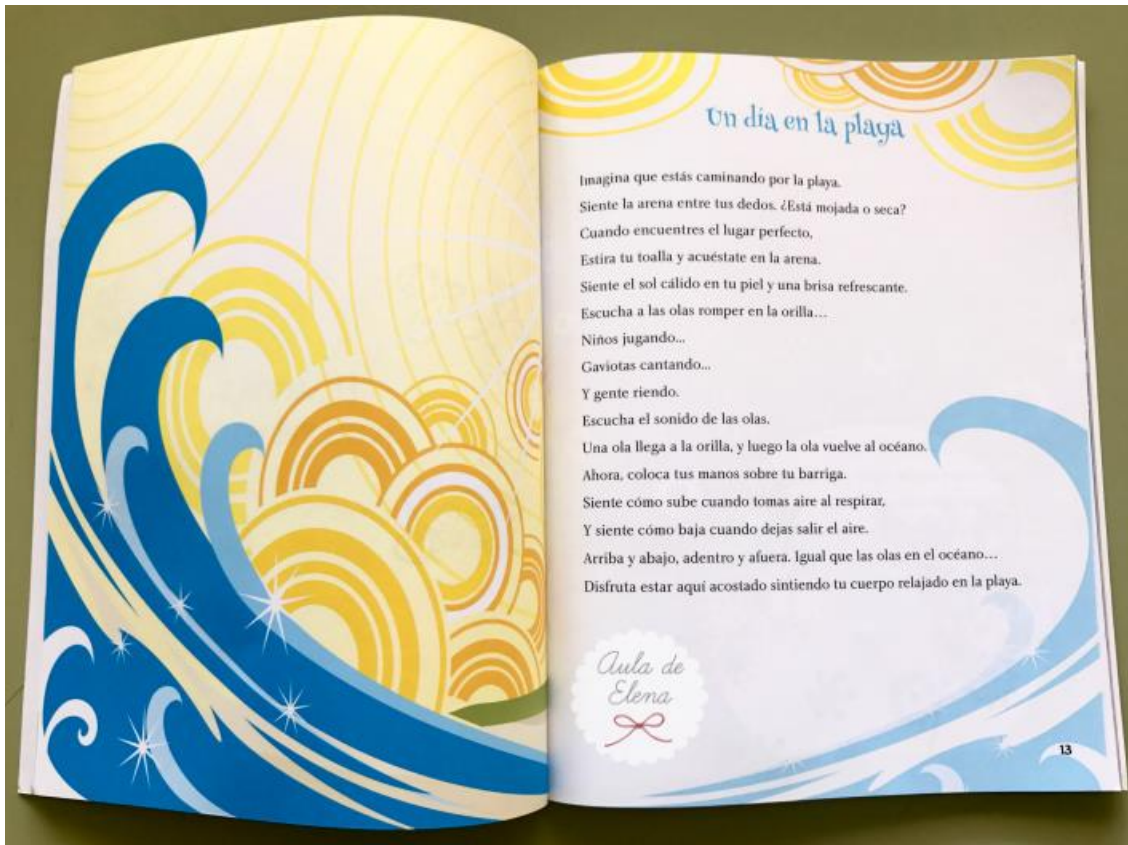 Un día en la playa
Imagina que estás caminando por la playa.
Siente la arena entre tus dedos. ¿Está mojada o seca?
Cuando encuentres el lugar perfecto,
Estira tu toalla y acuéstate en la arena.
Siente el sol cálido en tu piel y una brisa refrescante.
Escucha a las olas romper en la orilla...
Niños jugando...
Gaviotas cantando...
Y gente riendo.
Escucha el sonido de las olas.
Una ola llega a la orilla, y luego la ola vuelve al océano.
Ahora, coloca tus manos sobre tu barriga.
Siente cómo sube cuando tomas aire al respirar,
Y siente cómo baja cuando dejas salir el aire.
Arriba y abajo, adentro y afuera. Igual que las olas en el océano...
Disfruta estar aquí acostado sintiendo tu cuerpo relajado en la playa.
Aula de
Elena
13